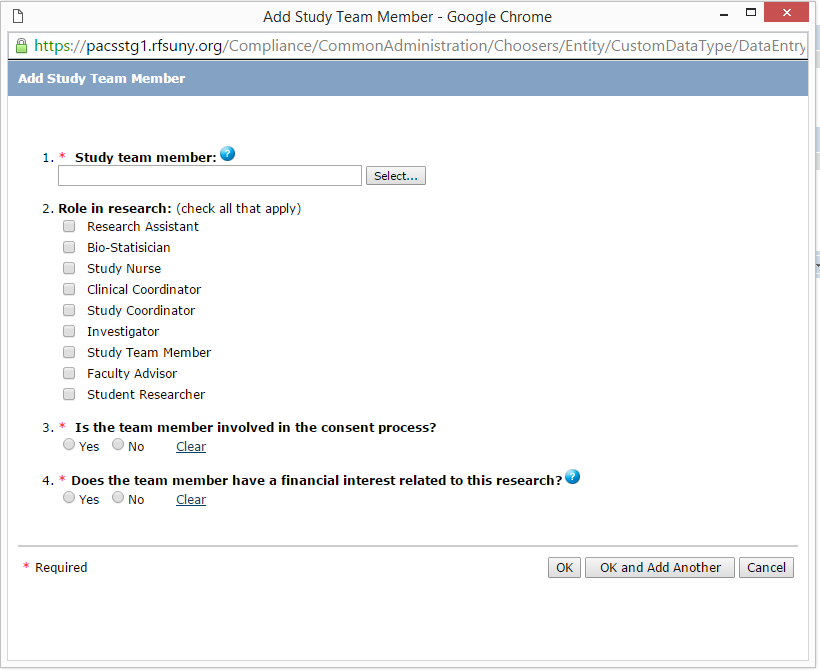 Add Study Team Member - Google Chrome
https://pacsstg1.rfsuny.org/Compliance/CommonAdministration/Choosers/Entity/CustomDataType/DataEntry
Add Study Team Member
1. * Study team member: ?
Select...
2. Role in research: (check all that apply)
Research Assistant
Bio-Statisician
Study Nurse
Clinical Coordinator
Study Coordinator
Investigator
Study Team Member
Faculty Advisor
Student Researcher
3. * Is the team member involved in the consent process?
Yes No Clear
4. * Does the team member have a financial interest related to this research? ?
Yes No Clear
* Required
OK OK and Add Another Cancel